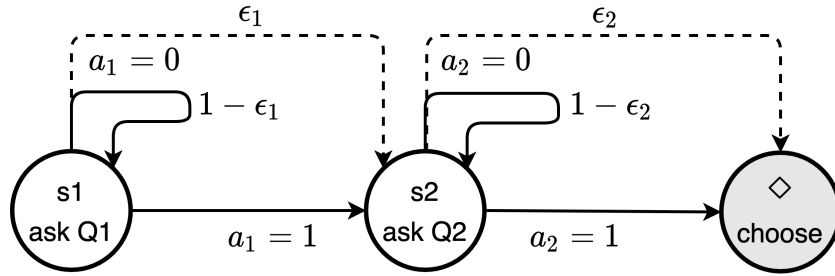 ϵ₁
ϵ₂
a₁ = 0
a₂ = 0
1 − ϵ₁
1 − ϵ₂
s1
ask Q1
a₁ = 1
s2
ask Q2
a₂ = 1
◇
choose